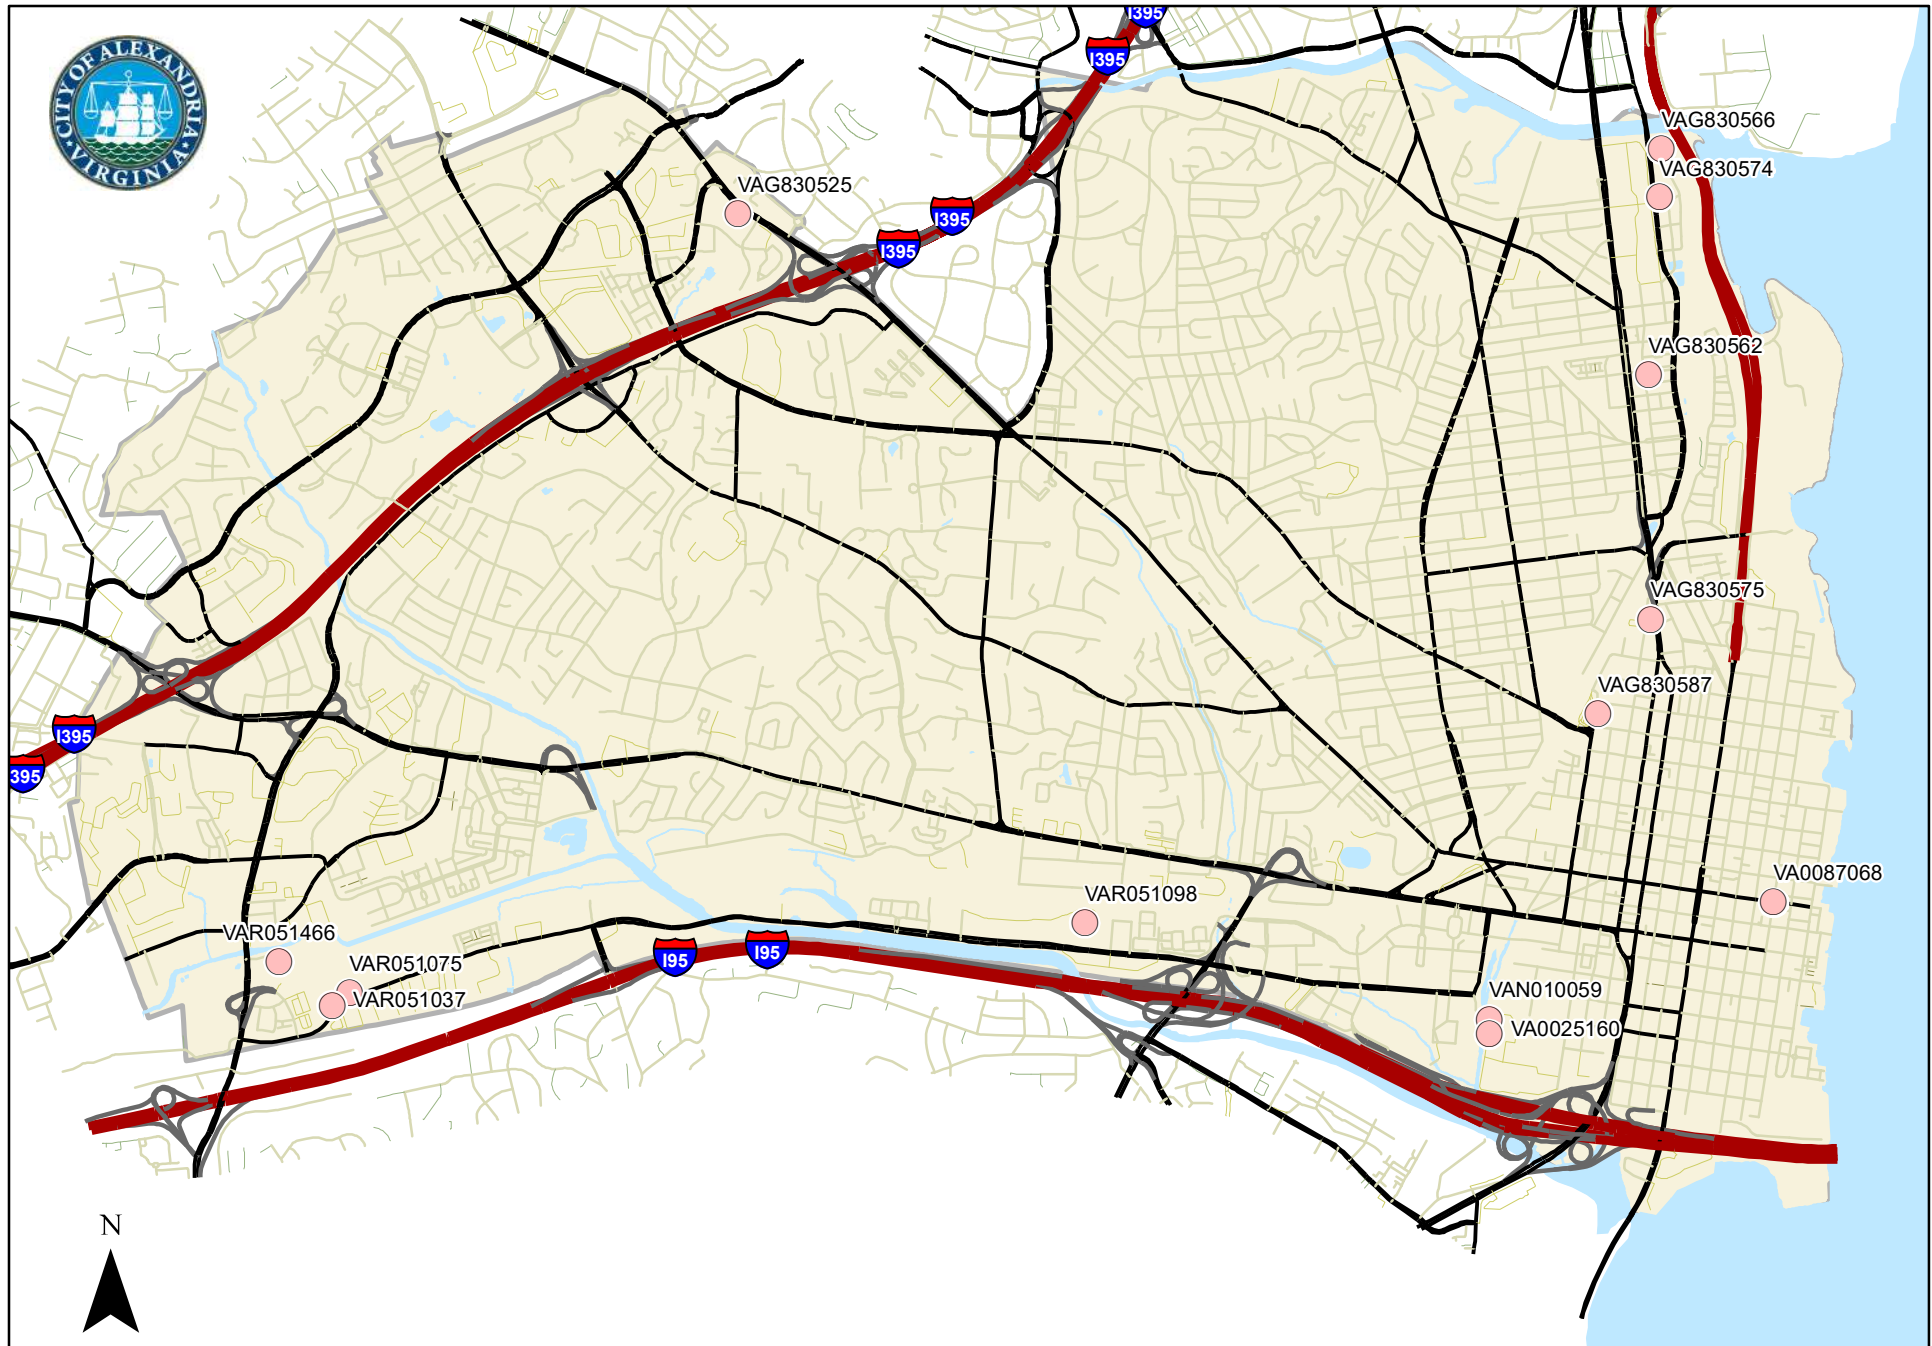 I395
I395
CITY OF ALEXANDRIA
VIRGINIA
VAG830566
VAG830574
VAG830525
I395
I395
VAG830562
VAG830575
VAG830587
I395
395
VA0087068
VAR051098
VAR051466
I95
I95
VAR051075
VAR051037
VAN010059
VA0025160
N